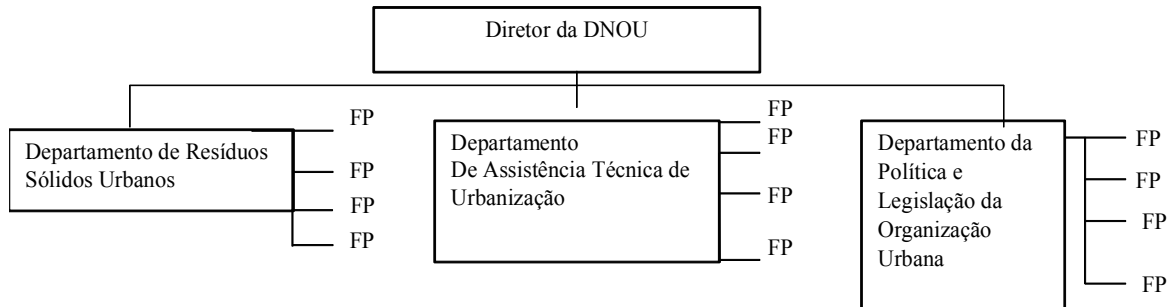 Diretor da DNOU
Departamento de Resíduos
Sólidos Urbanos
FP
FP
FP
FP
Departamento
De Assistência Técnica de
Urbanização
FP
FP
FP
FP
Departamento da
Política e
Legislação da
Organização
Urbana
FP
FP
FP
FP